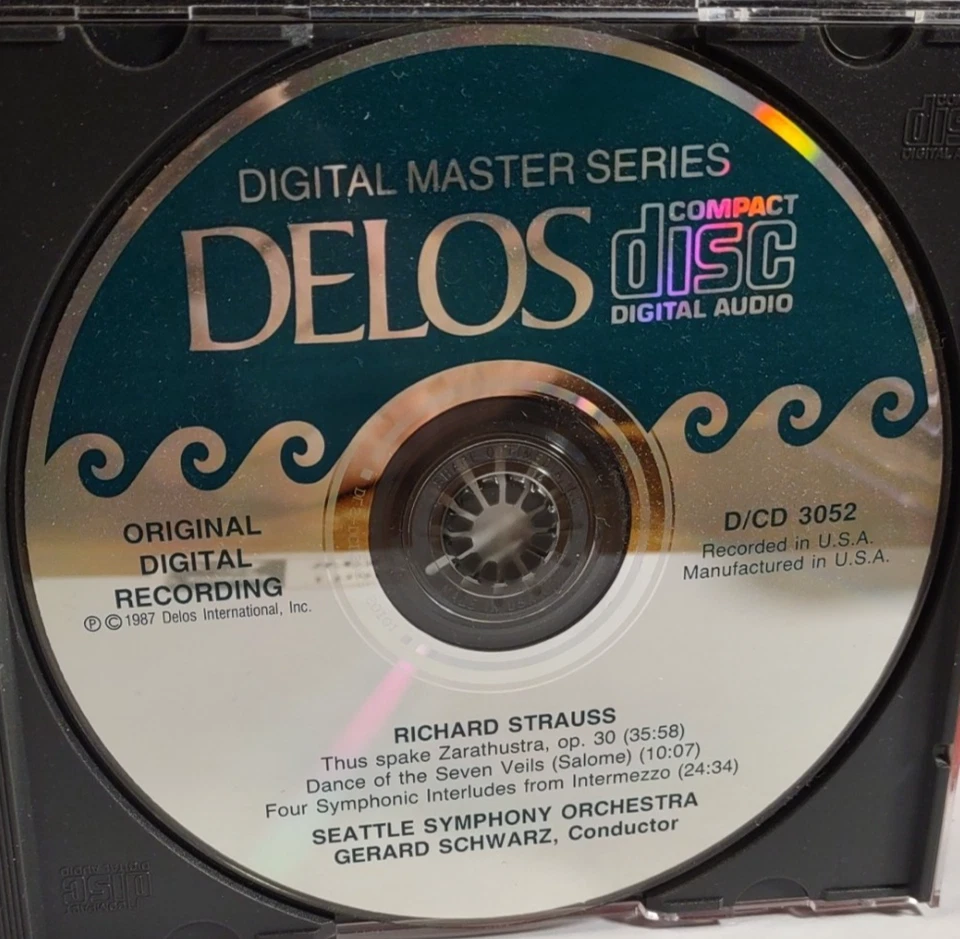 DIGITAL MASTER SERIES
DELOS
COMPACT
disc
DIGITAL AUDIO
ORIGINAL
DIGITAL
RECORDING
℗©1987 Delos International, Inc.
D/CD 3052
Recorded in U.S.A.
Manufactured in U.S.A.
RICHARD STRAUSS
Thus spake Zarathustra, op. 30 (35:58)
Dance of the Seven Veils (Salome) (10:07)
Four Symphonic Interludes from Intermezzo (24:34)
SEATTLE SYMPHONY ORCHESTRA
GERARD SCHWARZ, Conductor